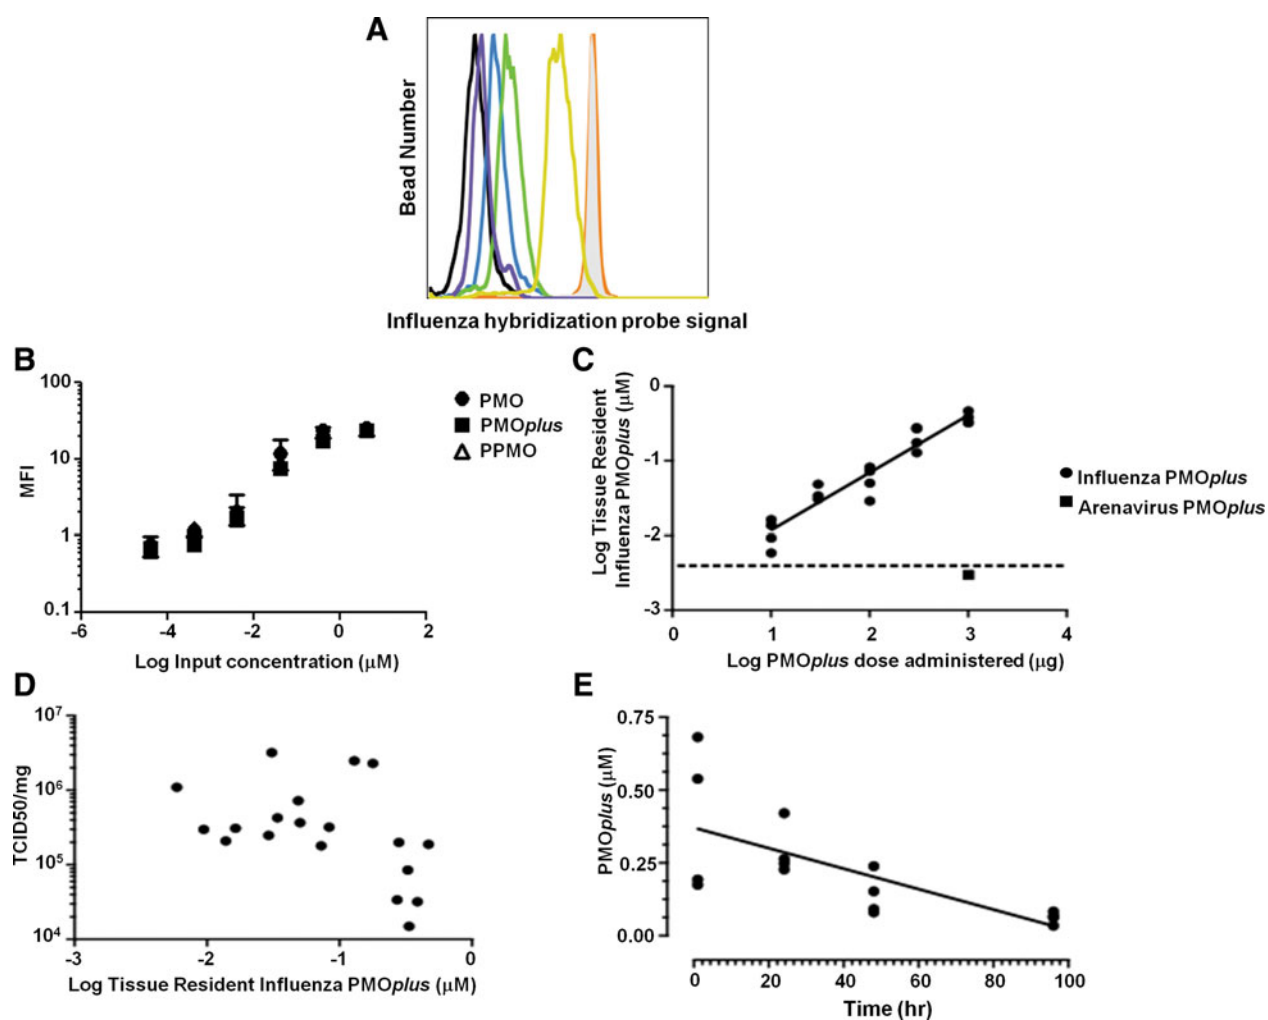 A
Bead Number
Influenza hybridization probe signal
B
MFI
100
10
1
0.1
-6
-4
-2
0
2
Log Input concentration (μM)
PMO
PMOplus
PPMO
C
Log Tissue Resident
Influenza PMOplus (μM)
0
-1
-2
-3
0
1
2
3
4
Log PMOplus dose administered (μg)
Influenza PMOplus
Arenavirus PMOplus
D
TCID50/mg
10⁷
10⁶
10⁵
10⁴
-3
-2
-1
0
Log Tissue Resident Influenza PMOplus (μM)
E
PMOplus (μM)
0.75
0.50
0.25
0.00
0
20
40
60
80
100
Time (hr)